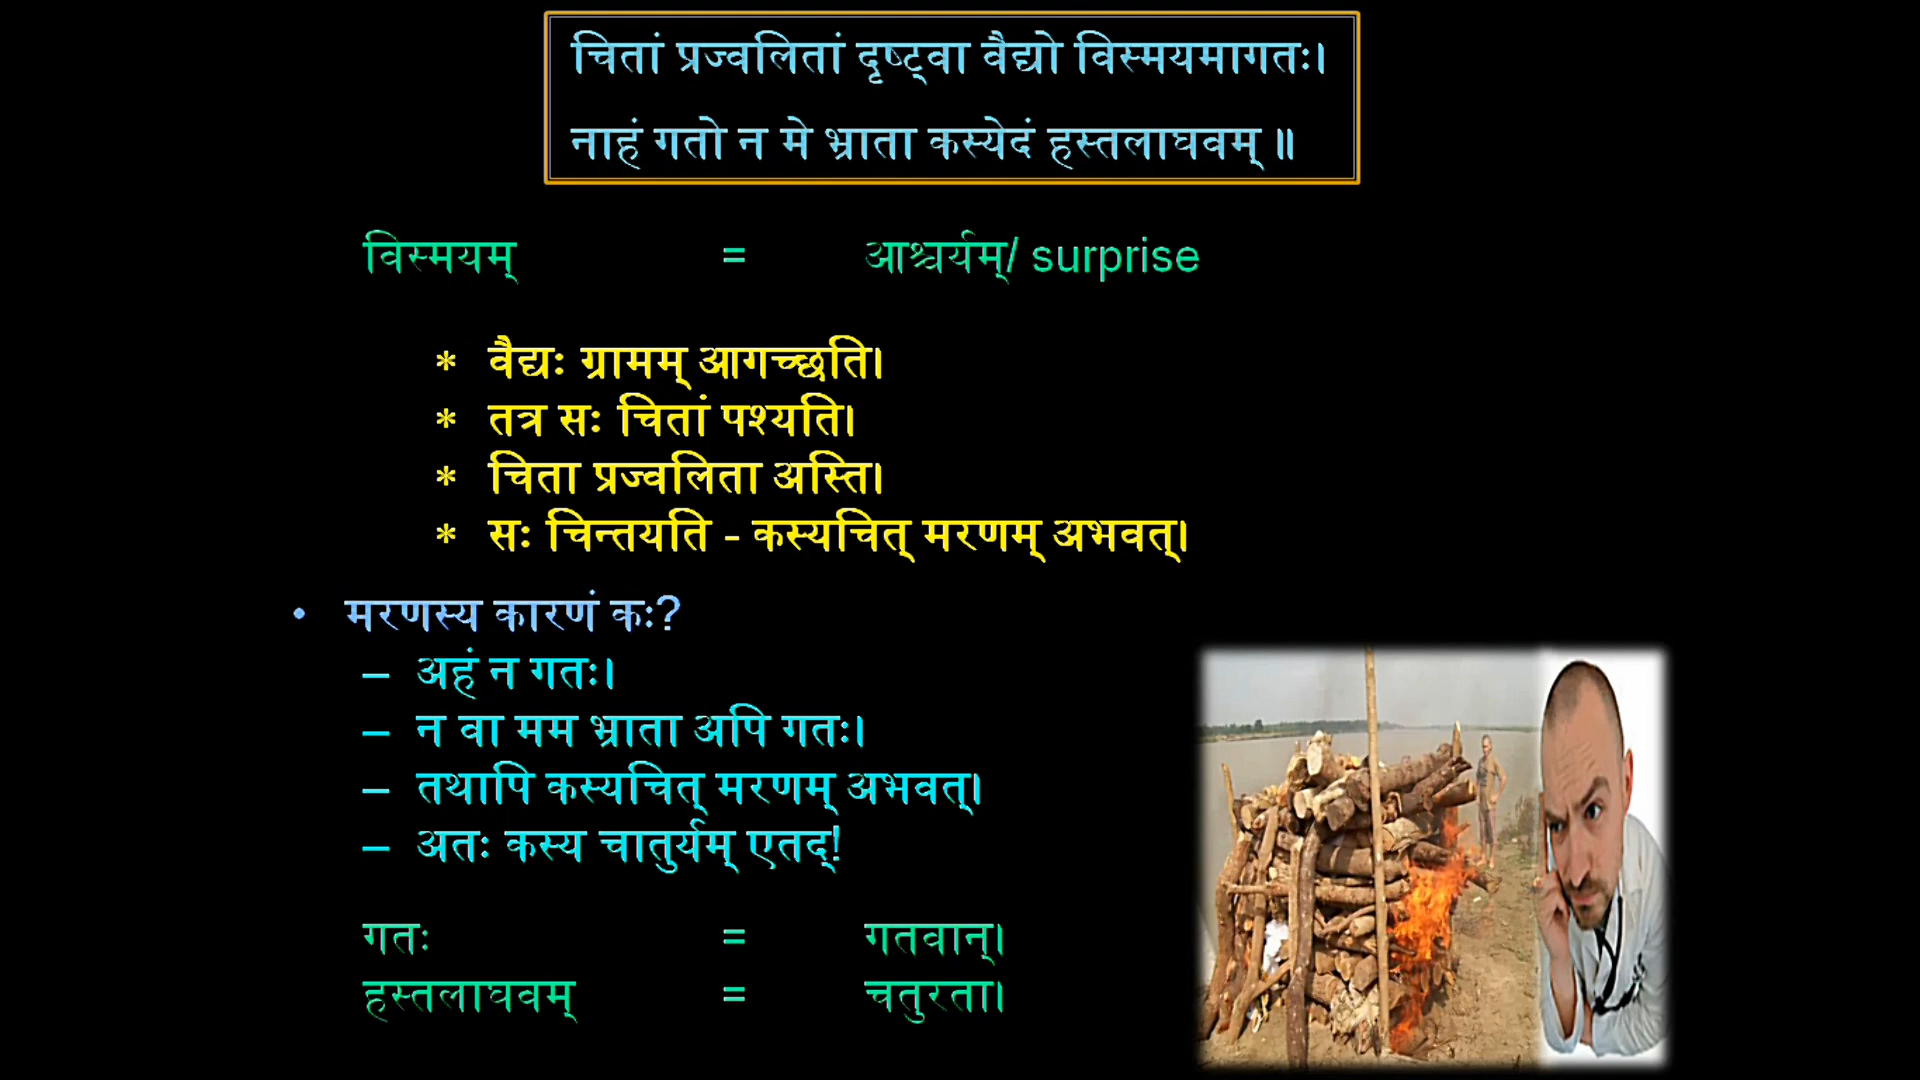 चितां प्रज्वलितां दृष्ट्वा वैद्यो विस्मयमागतः।
नाहं गतो न मे भ्राता कस्येदं हस्तलाघवम् ॥
विस्मयम् = आश्चर्यम्/ surprise
* वैद्यः ग्रामम् आगच्छति।
* तत्र सः चितां पश्यति।
* चिता प्रज्वलिता अस्ति।
* सः चिन्तयति - कस्यचित् मरणम् अभवत्।
• मरणस्य कारणं कः?
– अहं न गतः।
– न वा मम भ्राता अपि गतः।
– तथापि कस्यचित् मरणम् अभवत्।
– अतः कस्य चातुर्यम् एतद्!
गतः = गतवान्।
हस्तलाघवम् = चतुरता।